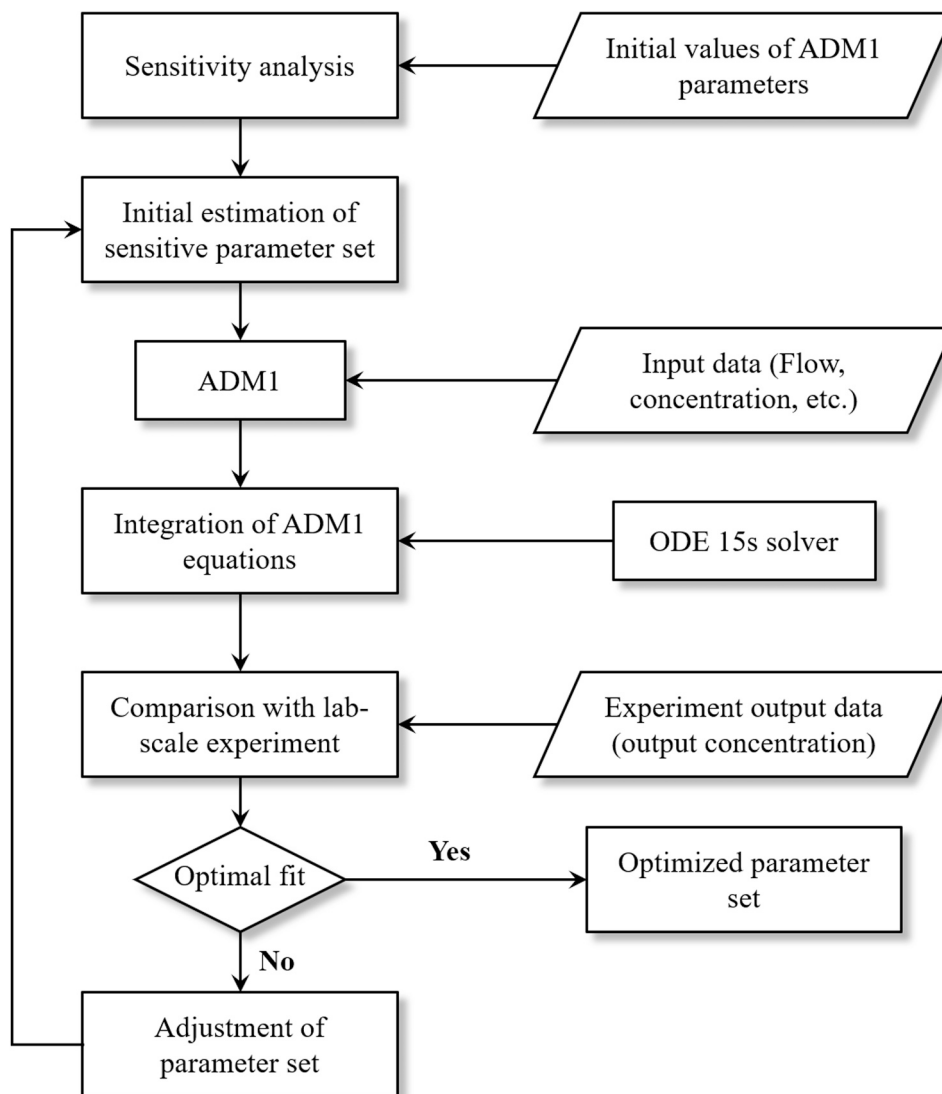 Sensitivity analysis
Initial values of ADM1
parameters
Initial estimation of
sensitive parameter set
ADM1
Input data (Flow,
concentration, etc.)
Integration of ADM1
equations
ODE 15s solver
Comparison with lab-
scale experiment
Experiment output data
(output concentration)
Optimal fit
Yes
Optimized parameter
set
No
Adjustment of
parameter set